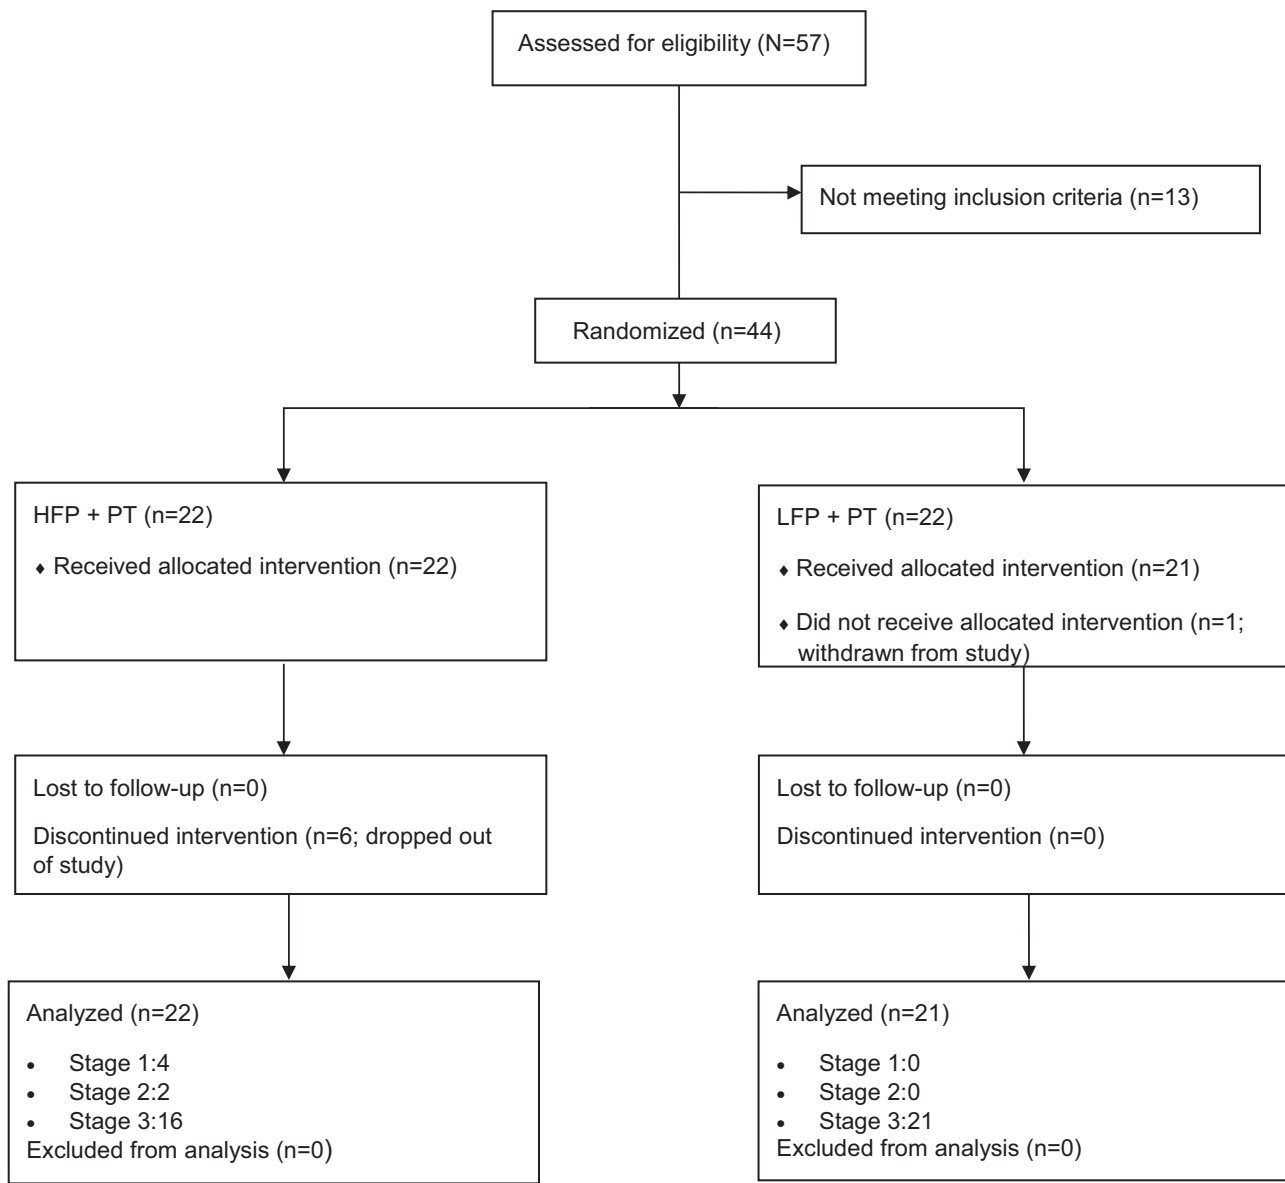 Assessed for eligibility (N=57)
Not meeting inclusion criteria (n=13)
Randomized (n=44)
HFP + PT (n=22)
♦ Received allocated intervention (n=22)
LFP + PT (n=22)
♦ Received allocated intervention (n=21)
♦ Did not receive allocated intervention (n=1;
withdrawn from study)
Lost to follow-up (n=0)
Discontinued intervention (n=6; dropped out
of study)
Lost to follow-up (n=0)
Discontinued intervention (n=0)
Analyzed (n=22)
• Stage 1:4
• Stage 2:2
• Stage 3:16
Excluded from analysis (n=0)
Analyzed (n=21)
• Stage 1:0
• Stage 2:0
• Stage 3:21
Excluded from analysis (n=0)